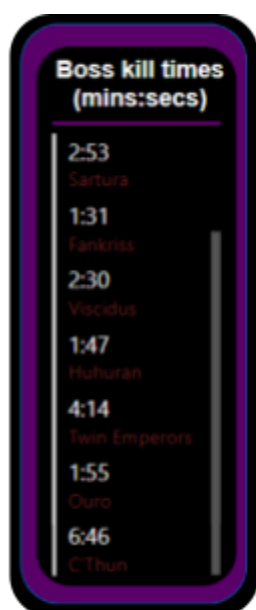 Boss kill times
(mins:secs)
2:53
Sartura
1:31
Fankriss
2:30
Viscidus
1:47
Huhuran
4:14
Twin Emperors
1:55
Ouro
6:46
C'Thun